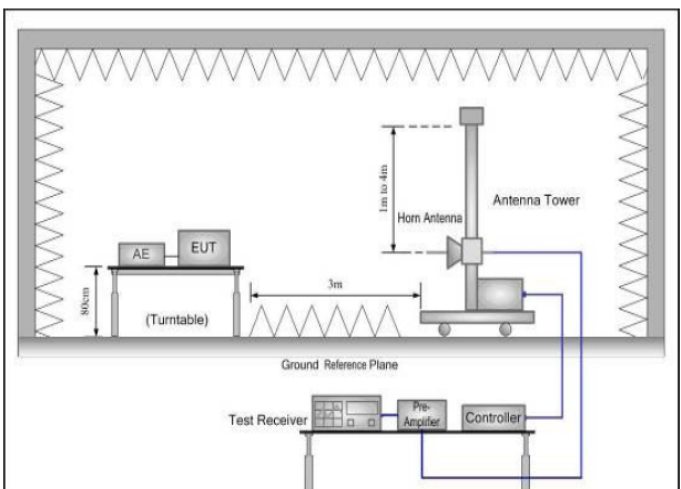 1m to 4m
Horn Antenna
Antenna Tower
AE
EUT
80cm
(Turntable)
3m
Ground Reference Plane
Test Receiver
Pre-
Amplifier
Controller